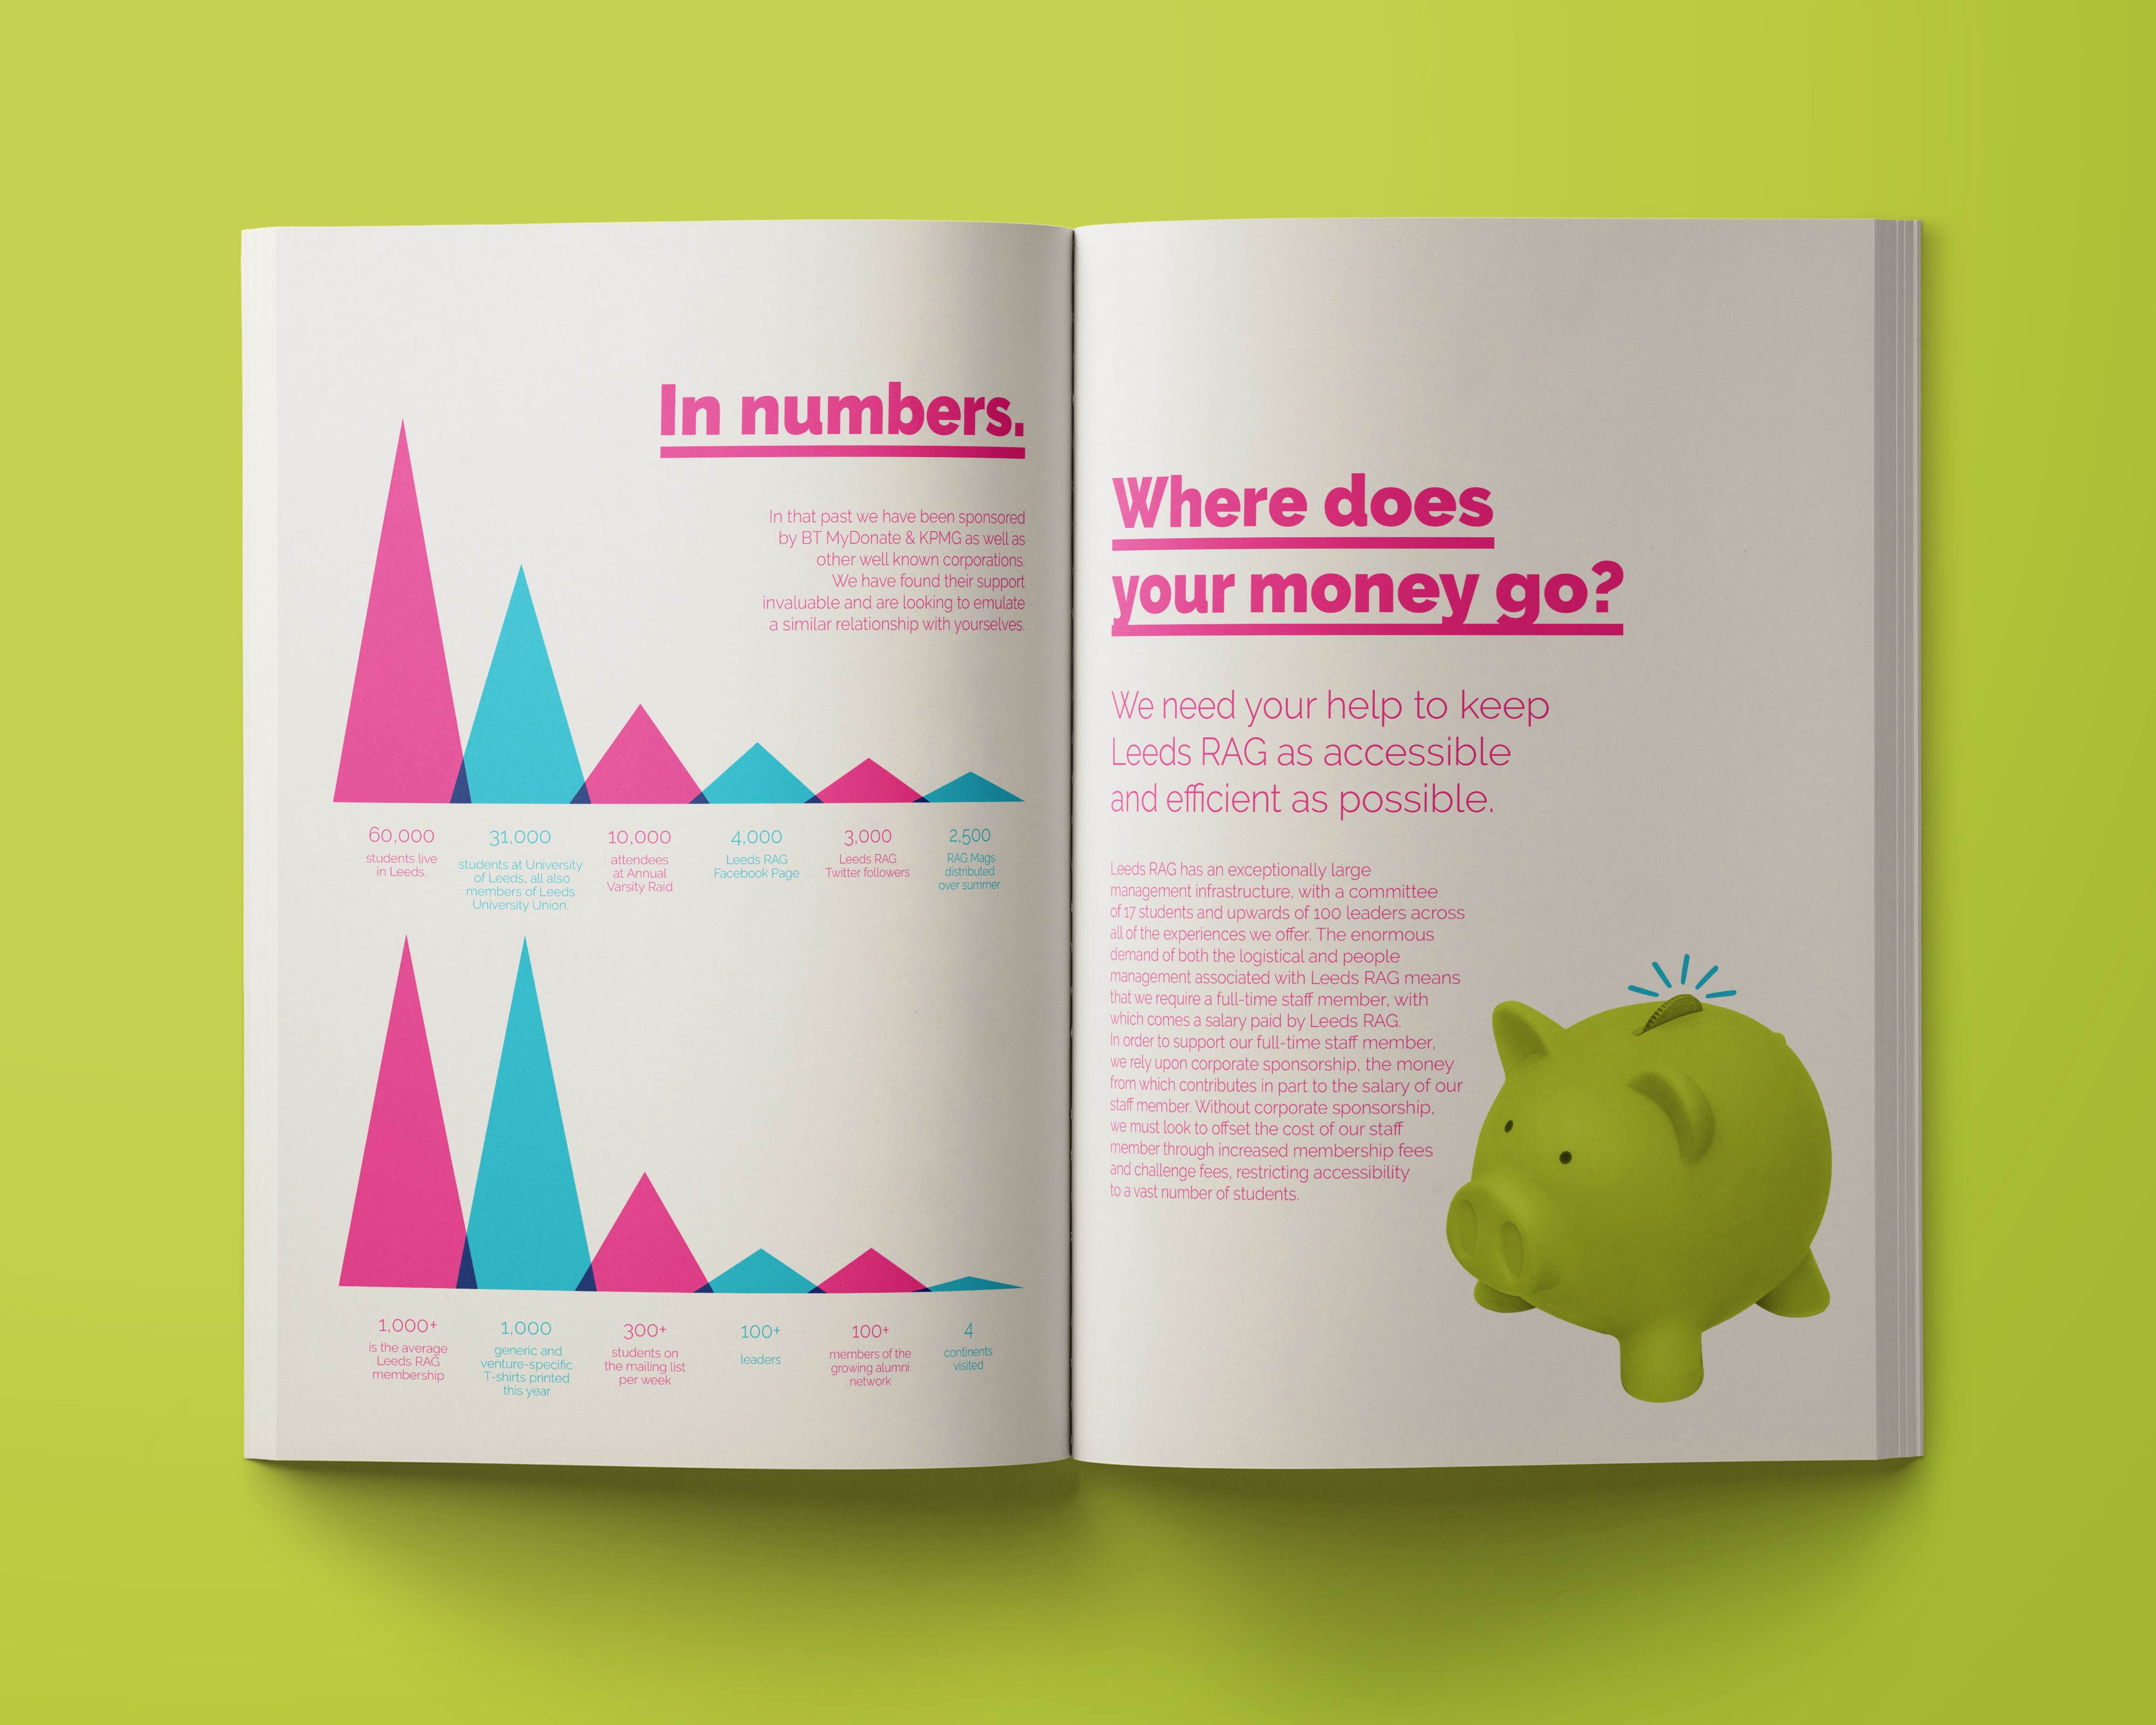 In numbers.
In that past we have been sponsored
by BT MyDonate & KPMG as well as
other well known corporations.
We have found their support
invaluable and are looking to emulate
a similar relationship with yourselves.
60,000
students live
in Leeds.
31,000
students at University
of Leeds, all also
members of Leeds
University Union.
10,000
attendees
at Annual
Varsity Raid
4,000
Leeds RAG
Facebook Page
3,000
Leeds RAG
Twitter followers
2,500
RAG Mags
distributed
over summer
1,000+
is the average
Leeds RAG
membership
1,000
generic and
venture-specific
T-shirts printed
this year
300+
students on
the mailing list
per week
100+
leaders
100+
members of the
growing alumni
network
4
continents
visited
Where does
your money go?
We need your help to keep
Leeds RAG as accessible
and efficient as possible.
Leeds RAG has an exceptionally large
management infrastructure, with a committee
of 17 students and upwards of 100 leaders across
all of the experiences we offer. The enormous
demand of both the logistical and people
management associated with Leeds RAG means
that we require a full-time staff member, with
which comes a salary paid by Leeds RAG.
In order to support our full-time staff member,
we rely upon corporate sponsorship, the money
from which contributes in part to the salary of our
staff member. Without corporate sponsorship,
we must look to offset the cost of our staff
member through increased membership fees
and challenge fees, restricting accessibility
to a vast number of students.